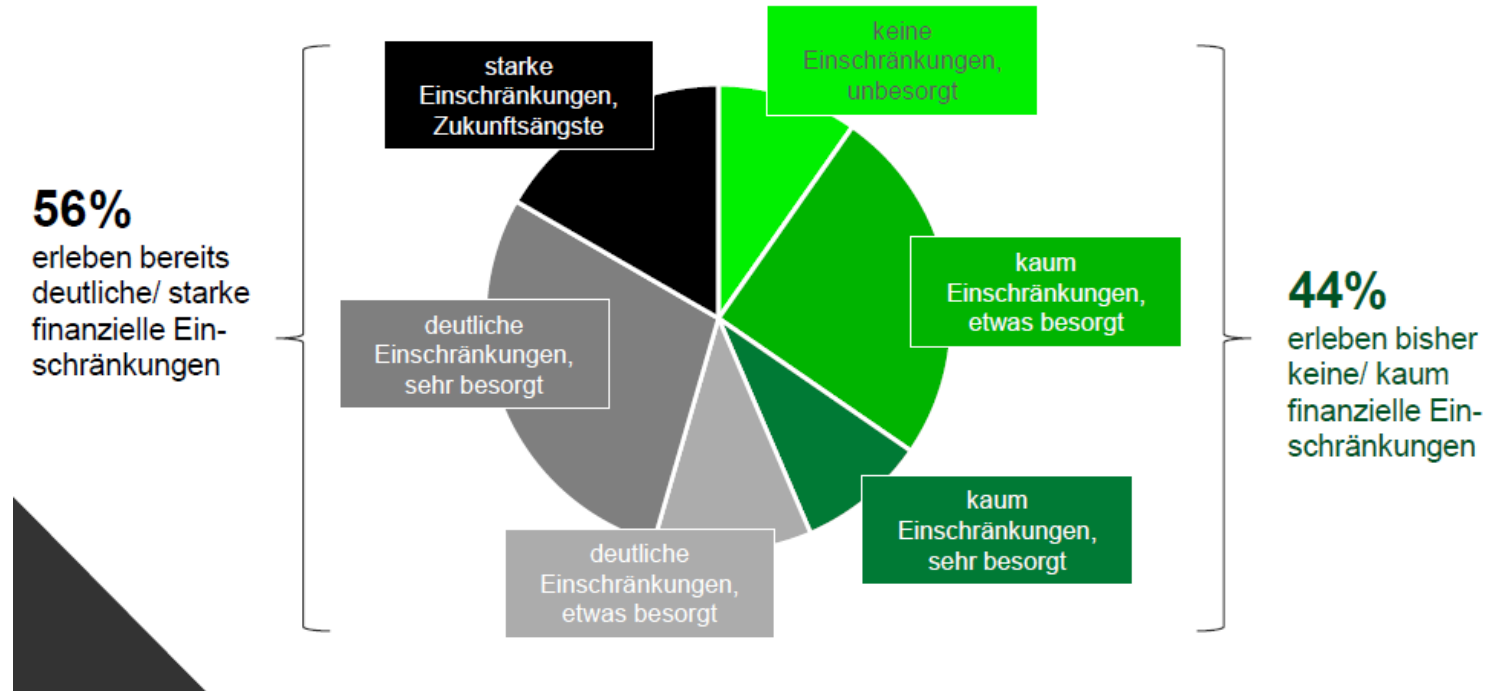 56%
erleben bereits
deutliche/ starke
finanzielle Ein-
schränkungen
starke
Einschränkungen,
Zukunftsängste
keine
Einschränkungen,
unbesorgt
kaum
Einschränkungen,
etwas besorgt
deutliche
Einschränkungen,
sehr besorgt
kaum
Einschränkungen,
sehr besorgt
deutliche
Einschränkungen,
etwas besorgt
44%
erleben bisher
keine/ kaum
finanzielle Ein-
schränkungen